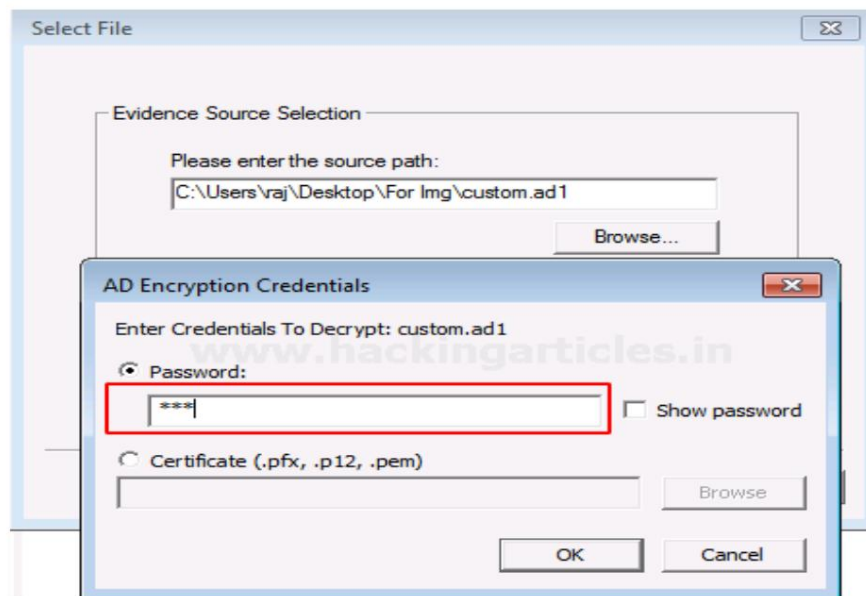 Select File
Evidence Source Selection
Please enter the source path:
C:\Users\raj\Desktop\For Img\custom.ad1
Browse...
AD Encryption Credentials
Enter Credentials To Decrypt: custom.ad1
www.hackingarticles.in
Password:
***
Show password
Certificate (.pfx, .p12, .pem)
Browse
OK
Cancel